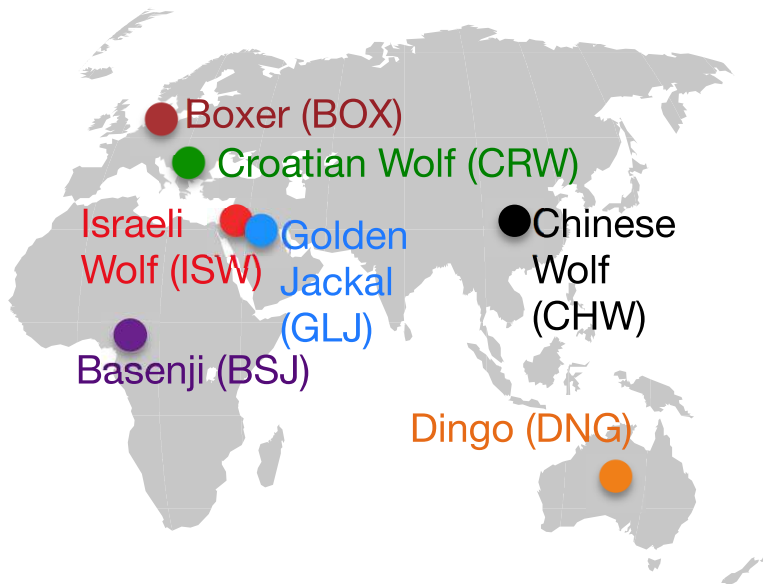 Boxer (BOX)
Croatian Wolf (CRW)
Israeli
Wolf (ISW)
Golden
Jackal
(GLJ)
Chinese
Wolf
(CHW)
Basenji (BSJ)
Dingo (DNG)